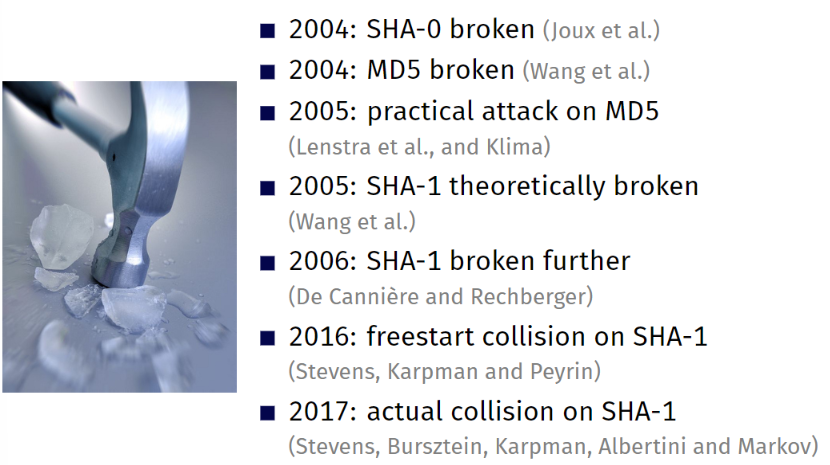 2004: SHA-0 broken (Joux et al.)
2004: MD5 broken (Wang et al.)
2005: practical attack on MD5
(Lenstra et al., and Klima)
2005: SHA-1 theoretically broken
(Wang et al.)
2006: SHA-1 broken further
(De Cannière and Rechberger)
2016: freestart collision on SHA-1
(Stevens, Karpman and Peyrin)
2017: actual collision on SHA-1
(Stevens, Bursztein, Karpman, Albertini and Markov)